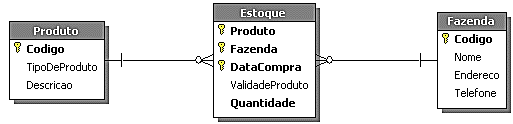 Produto
Codigo
TipoDeProduto
Descricao
Estoque
Produto
Fazenda
DataCompra
ValidadeProduto
Quantidade
Fazenda
Codigo
Nome
Endereco
Telefone